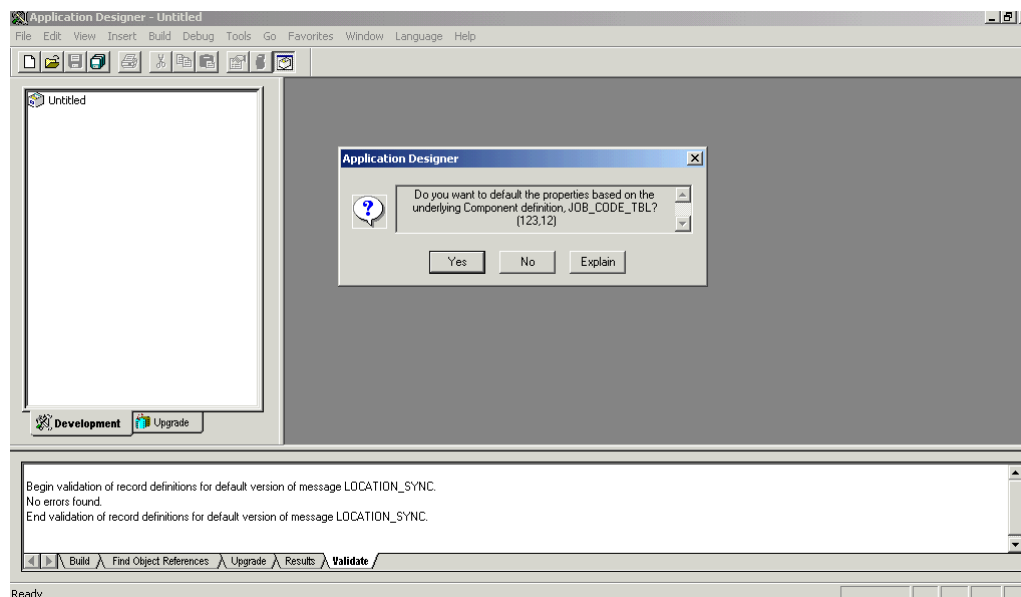 Application Designer - Untitled
File Edit View Insert Build Debug Tools Go Favorites Window Language Help
Untitled
Application Designer
Do you want to default the properties based on the
underlying Component definition, JOB_CODE_TBL?
(123,12)
Yes No Explain
Development Upgrade
Begin validation of record definitions for default version of message LOCATION_SYNC.
No errors found.
End validation of record definitions for default version of message LOCATION_SYNC.
Build Find Object References Upgrade Results Validate
Ready